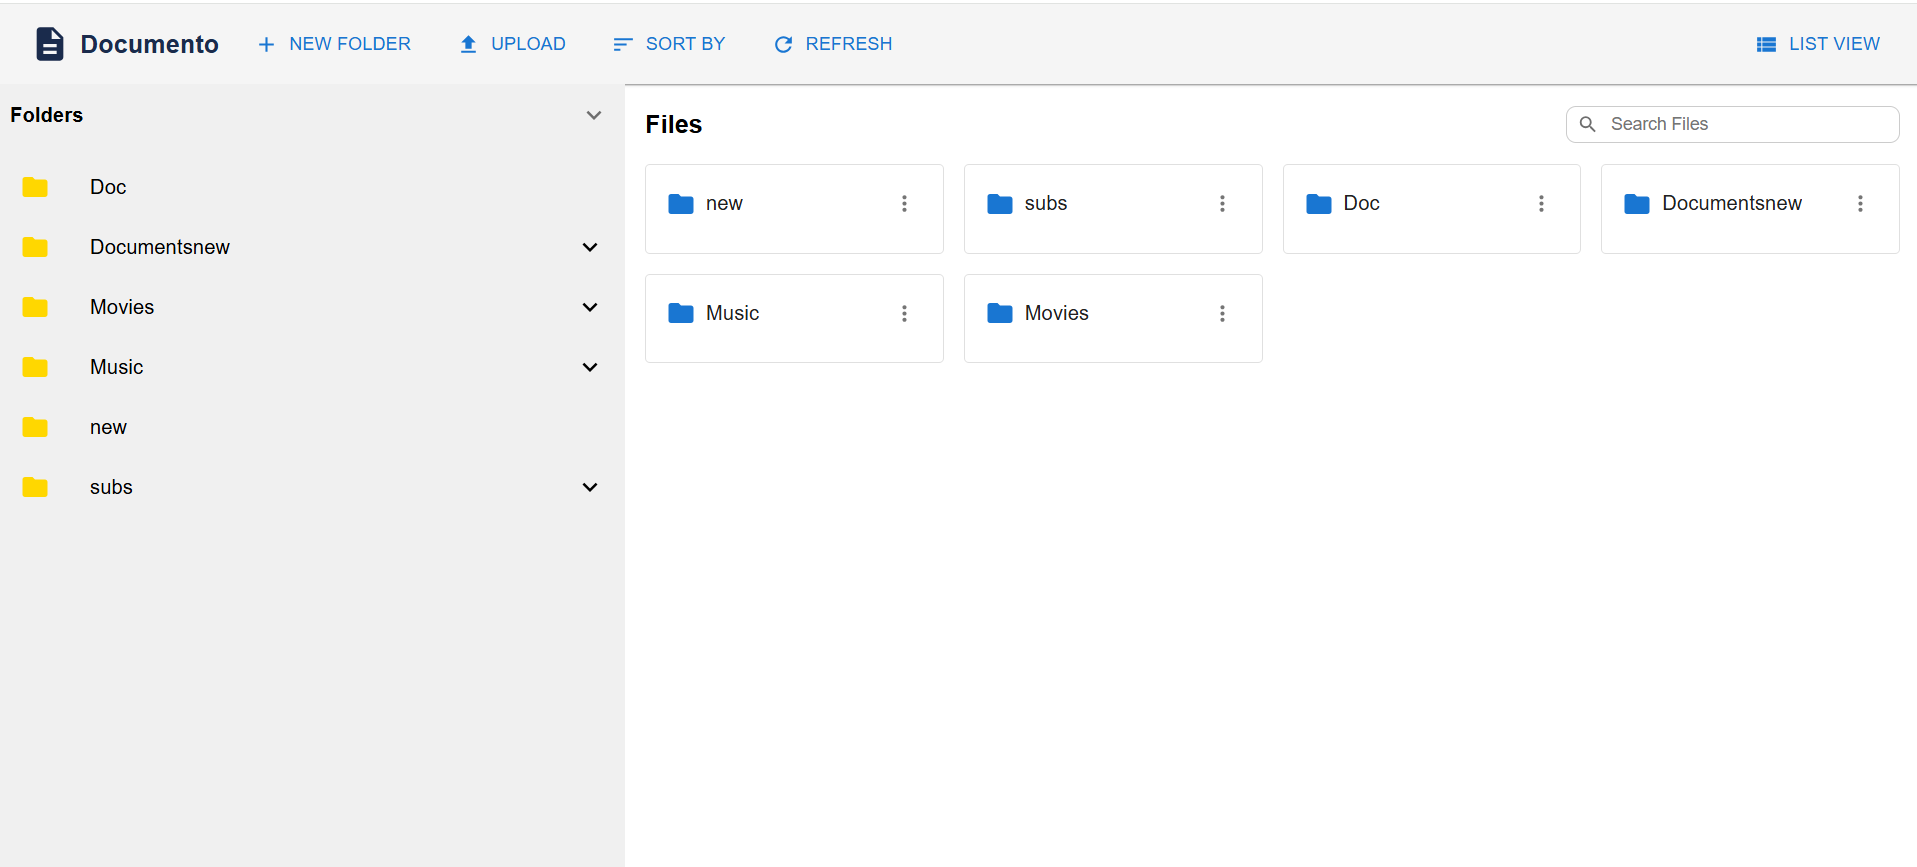 Documento
NEW FOLDER
UPLOAD
SORT BY
REFRESH
LIST VIEW
Folders
Doc
Documentsnew
Movies
Music
new
subs
Files
Search Files
new
subs
Doc
Documentsnew
Music
Movies